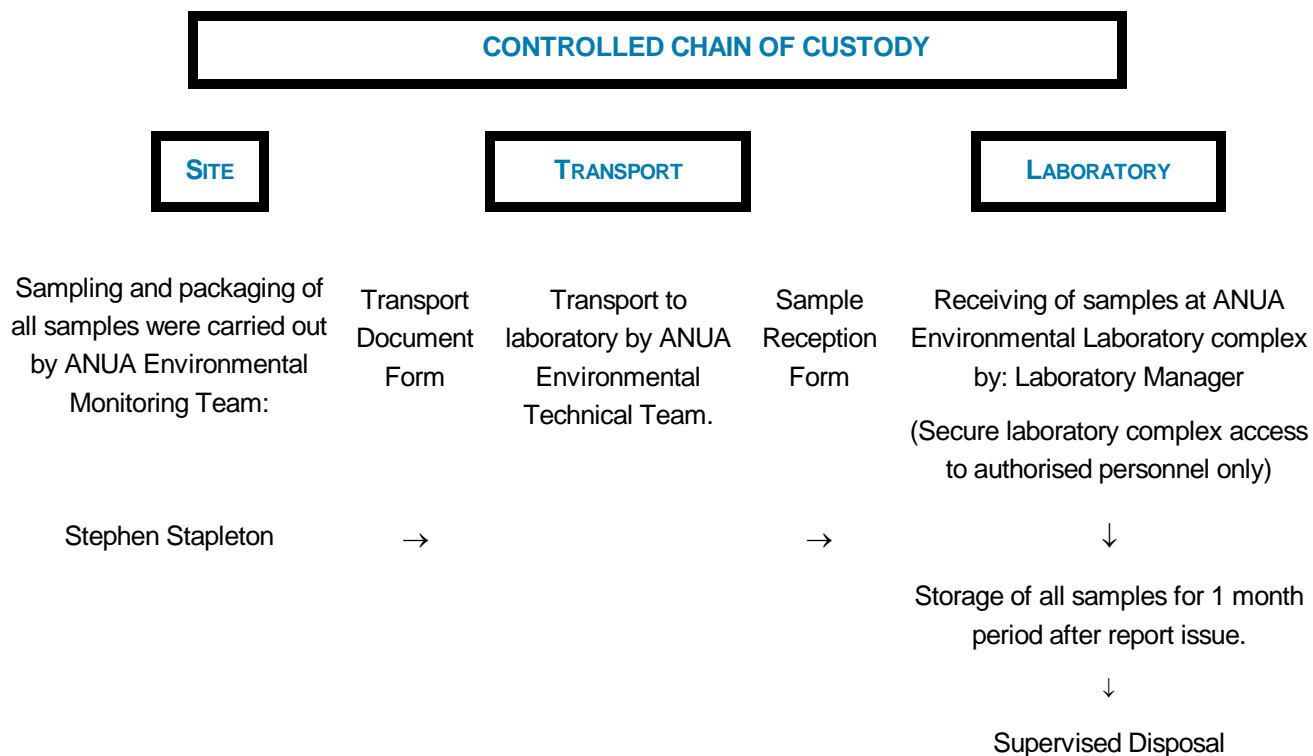 CONTROLLED CHAIN OF CUSTODY
SITE
TRANSPORT
LABORATORY
Sampling and packaging of
all samples were carried out
by ANUA Environmental
Monitoring Team:
Stephen Stapleton
Transport
Document
Form
→
Transport to
laboratory by ANUA
Environmental
Technical Team.
Sample
Reception
Form
→
Receiving of samples at ANUA
Environmental Laboratory complex
by: Laboratory Manager
(Secure laboratory complex access
to authorised personnel only)
↓
Storage of all samples for 1 month
period after report issue.
↓
Supervised Disposal